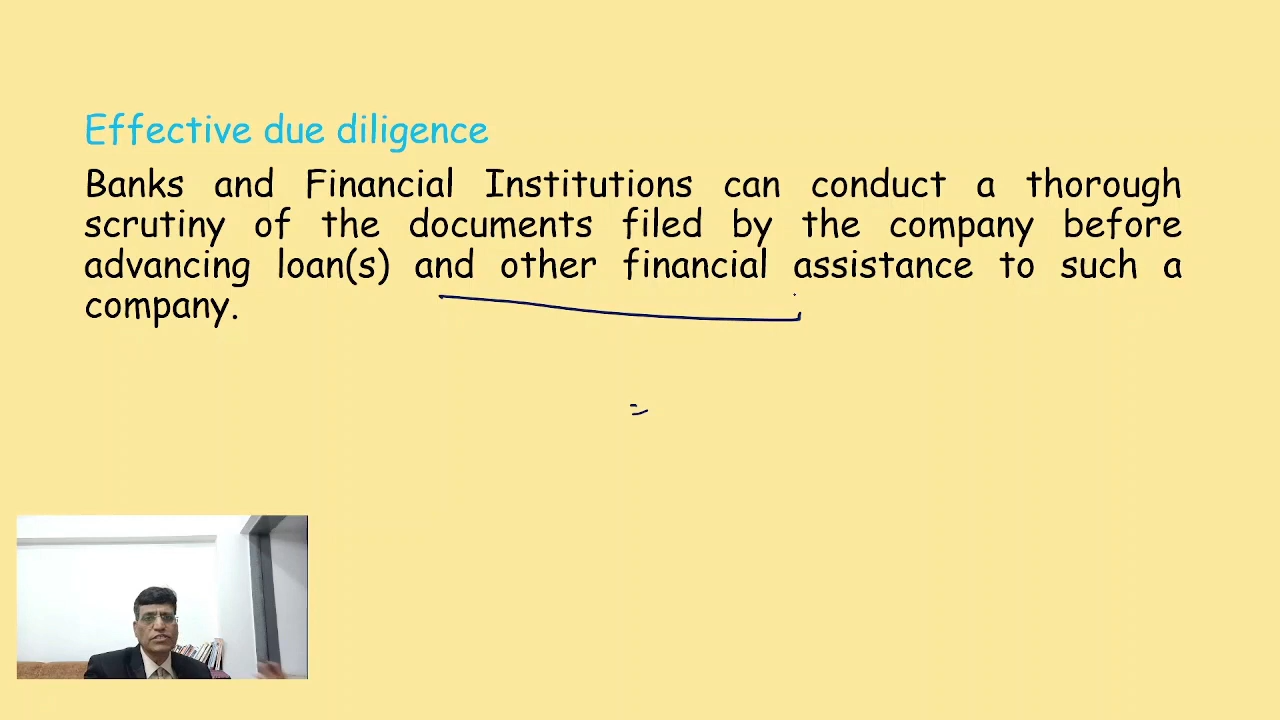 Effective due diligence
Banks and Financial Institutions can conduct a thorough
scrutiny of the documents filed by the company before
advancing loan(s) and other financial assistance to such a
company.